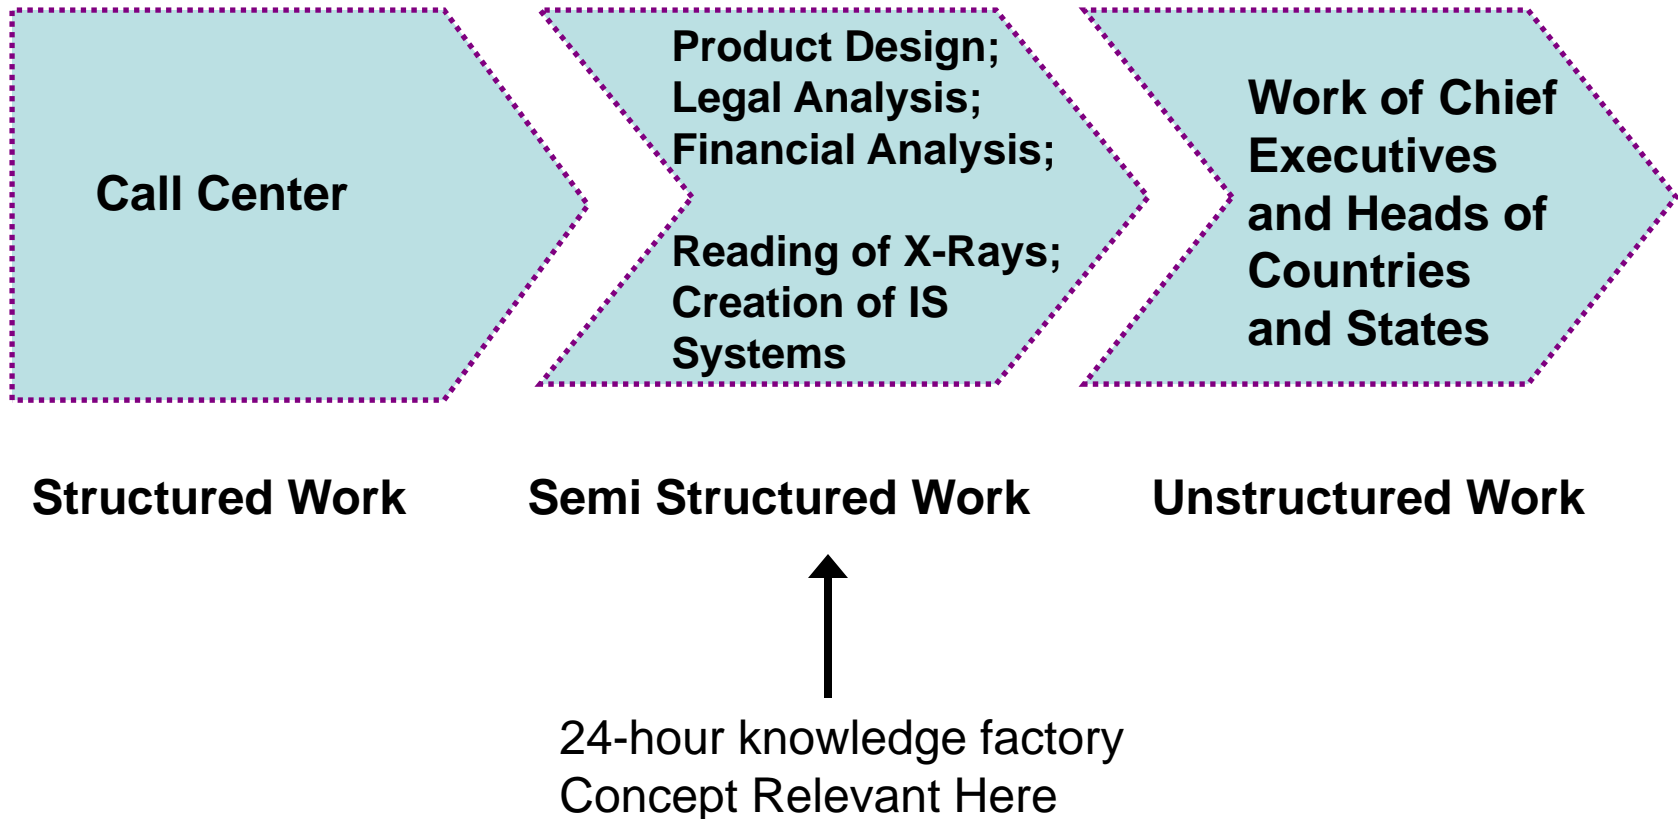 Call Center
Product Design;
Legal Analysis;
Financial Analysis;
Reading of X-Rays;
Creation of IS
Systems
Work of Chief
Executives
and Heads of
Countries
and States
Structured Work
Semi Structured Work
Unstructured Work
24-hour knowledge factory
Concept Relevant Here